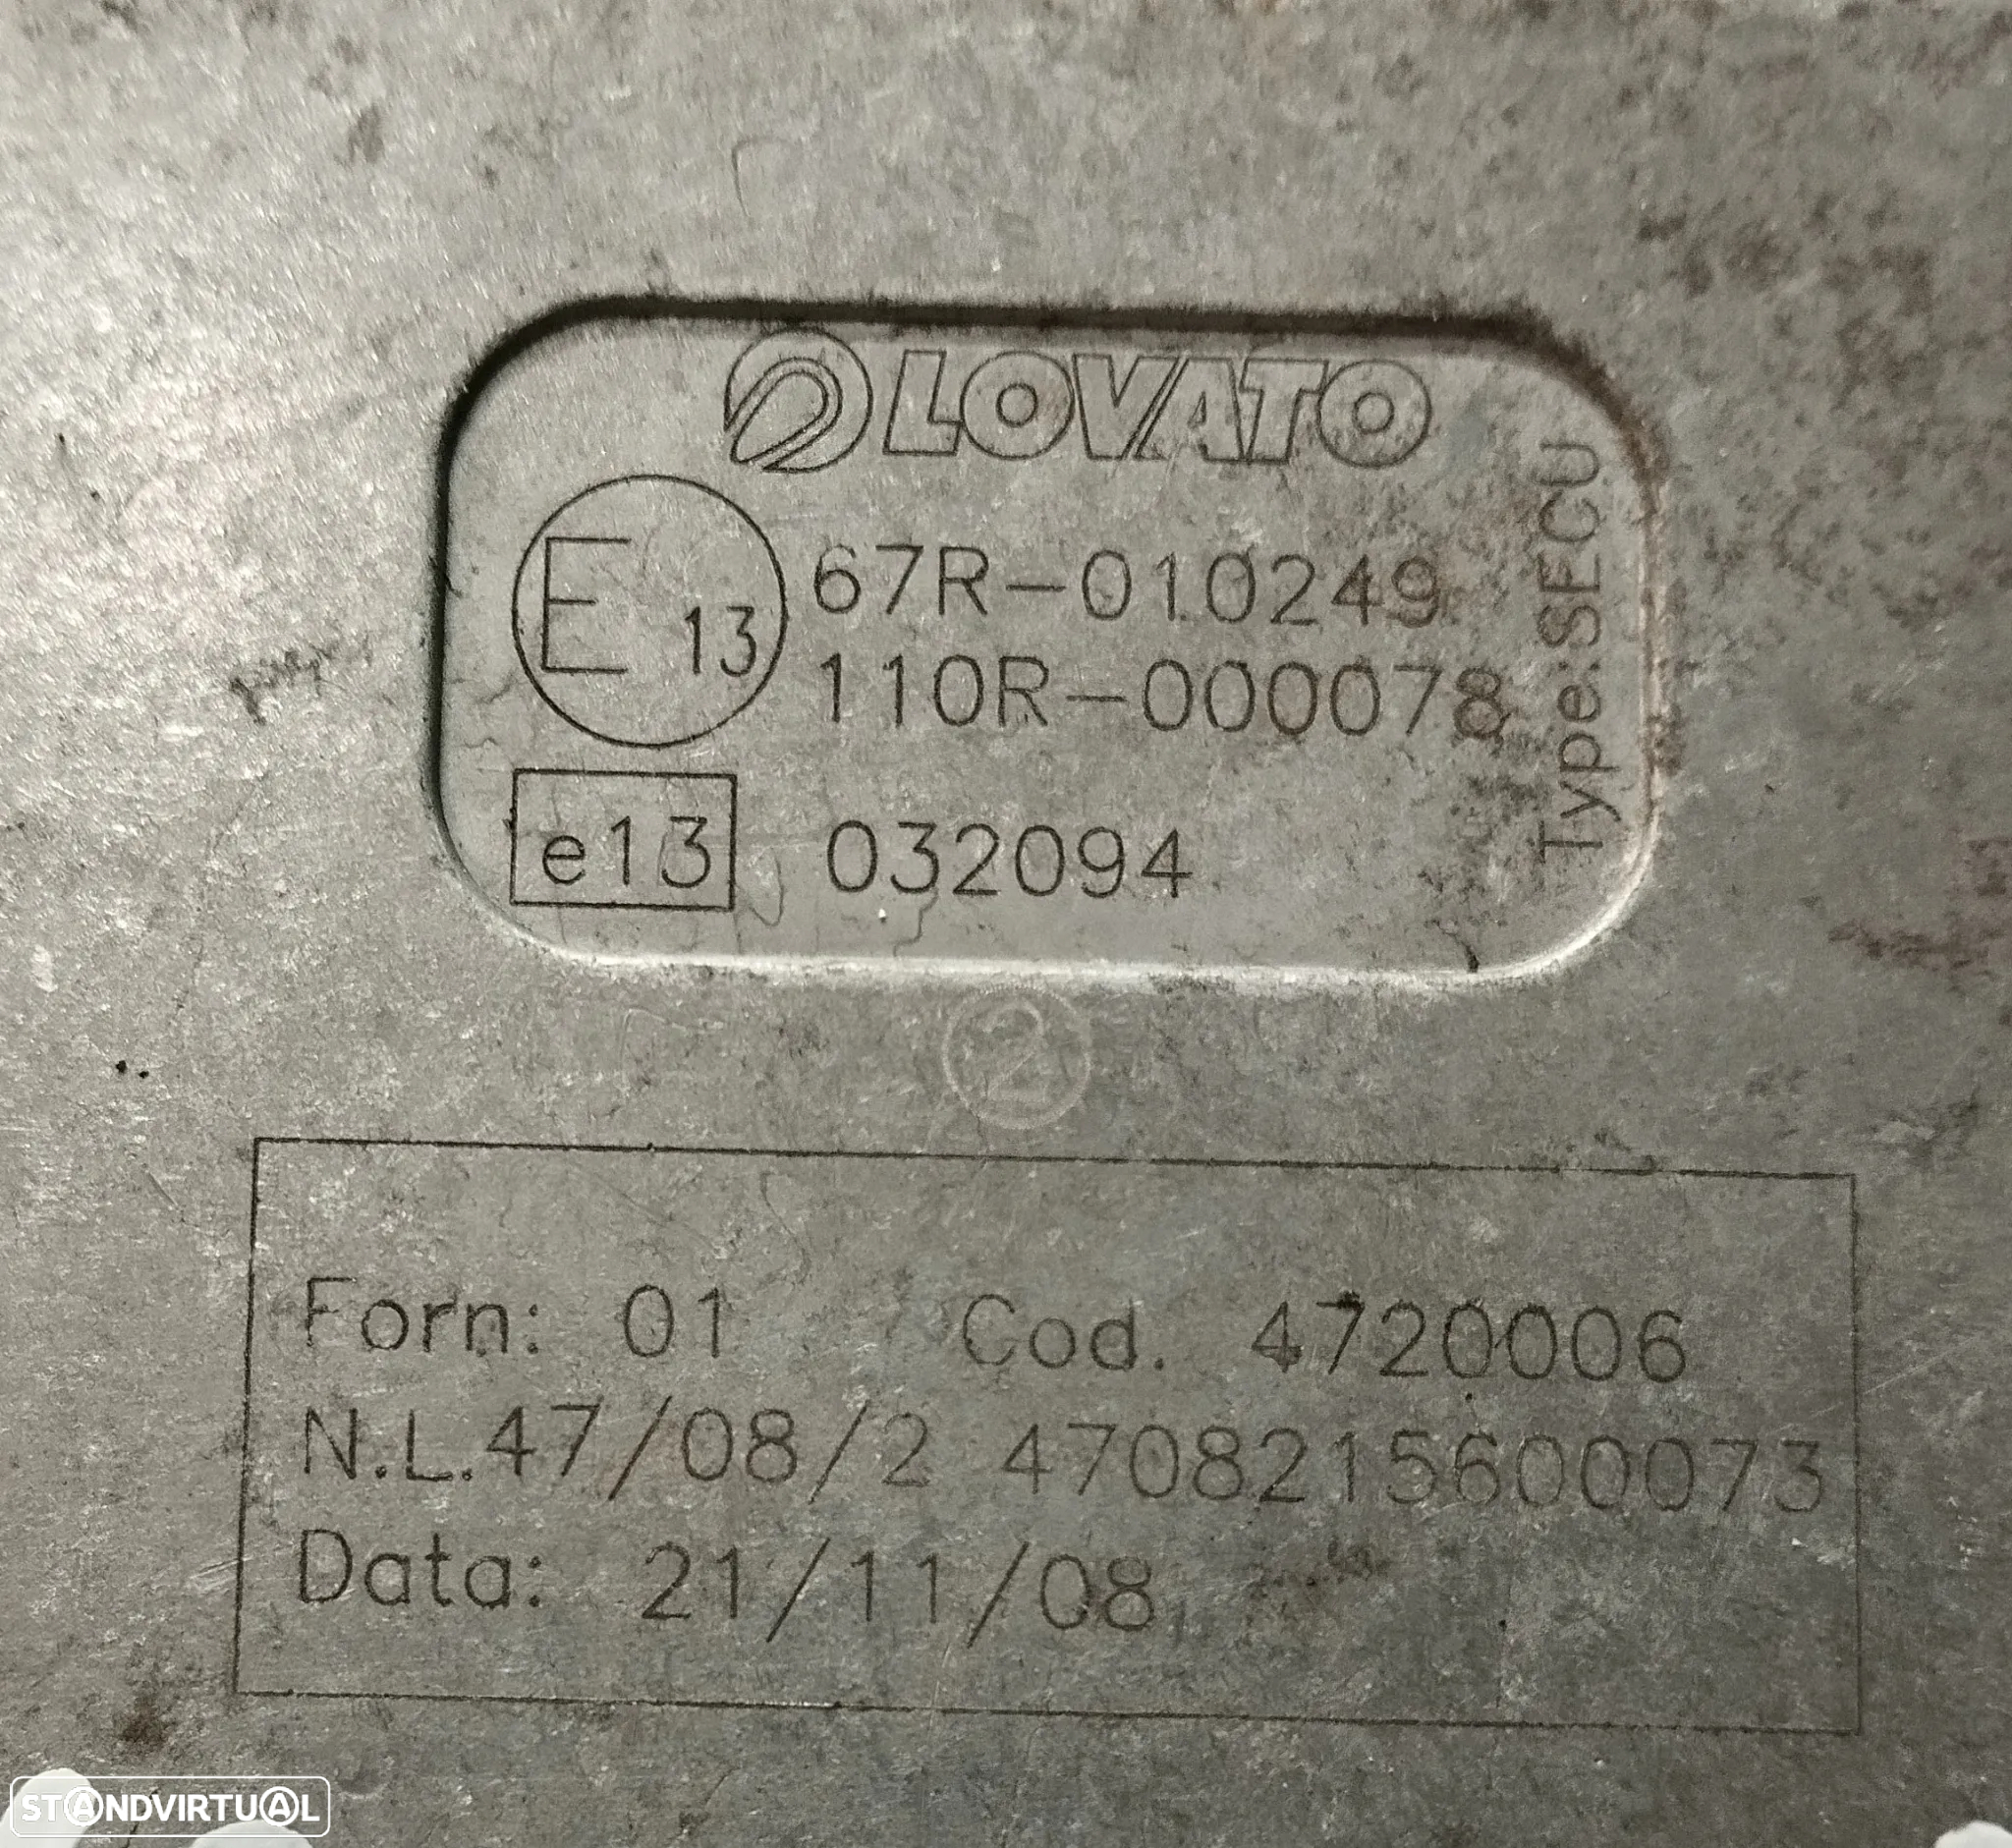 LOVATO
E 13 67R-010249
110R-000078
e13 032094
Type:SECU
2
Forn: 01 Cod. 4720006
N.L.47/08/2 4708215600073
Data: 21/11/08
STANDVIRTUAL